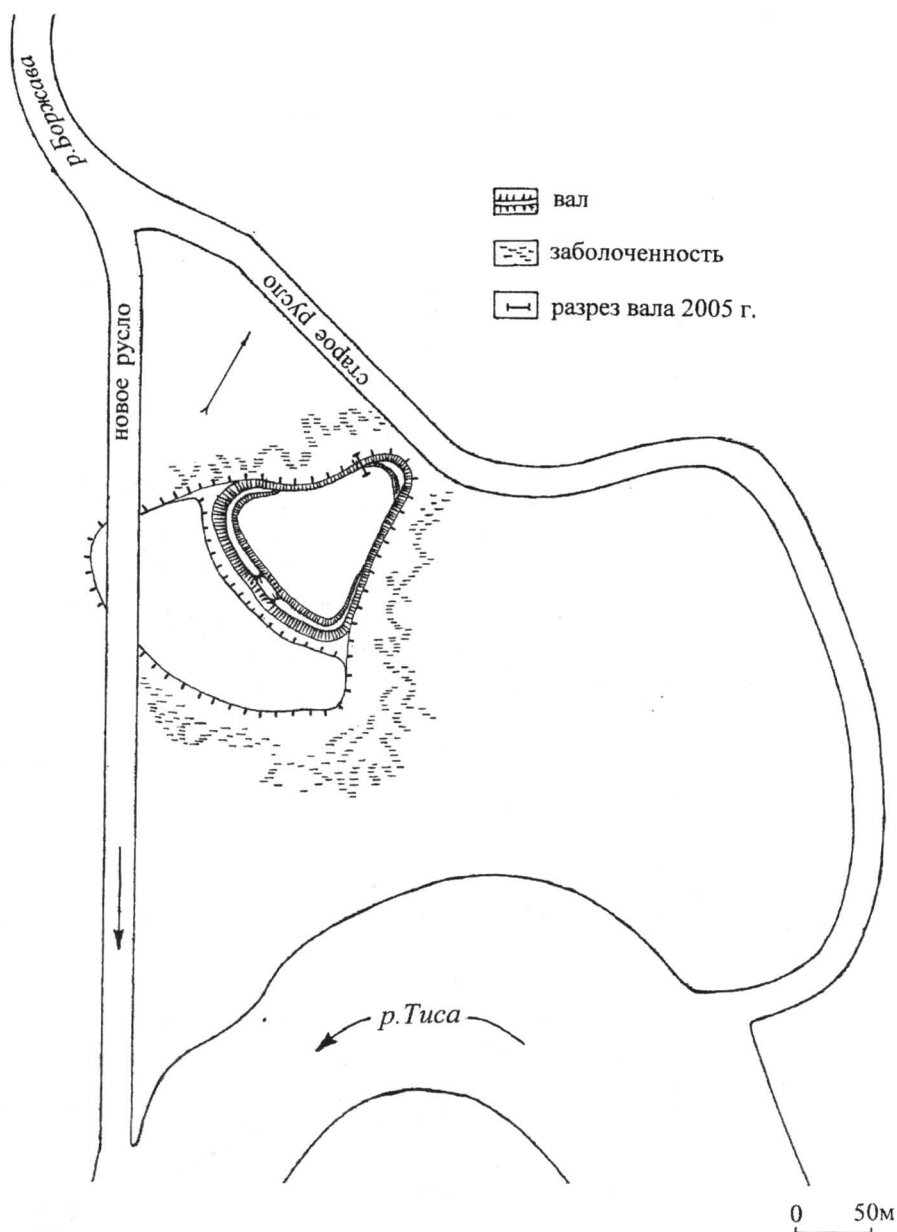 р.Боржава
вал
заболоченность
разрез вала 2005 г.
новое русло
старое русло
р.Тиса
0 50м